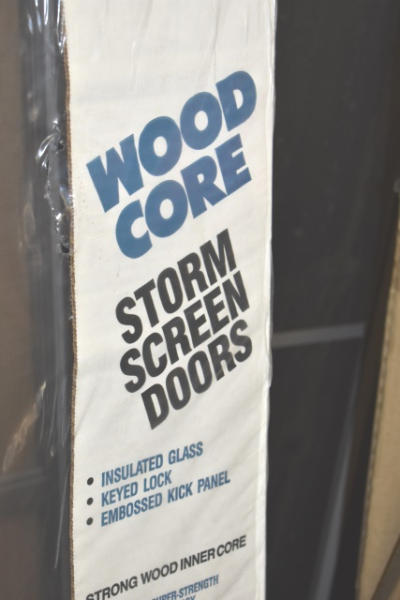 WOOD
CORE
STORM
SCREEN
DOORS
• INSULATED GLASS
• KEYED LOCK
• EMBOSSED KICK PANEL
STRONG WOOD INNER CORE